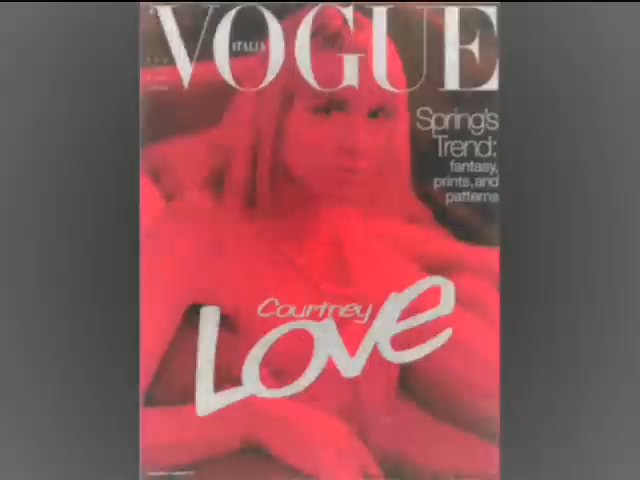 VOGUE
ITALIA
Spring's
Trend:
fantasy,
prints, and
patterns
Courtney
Love